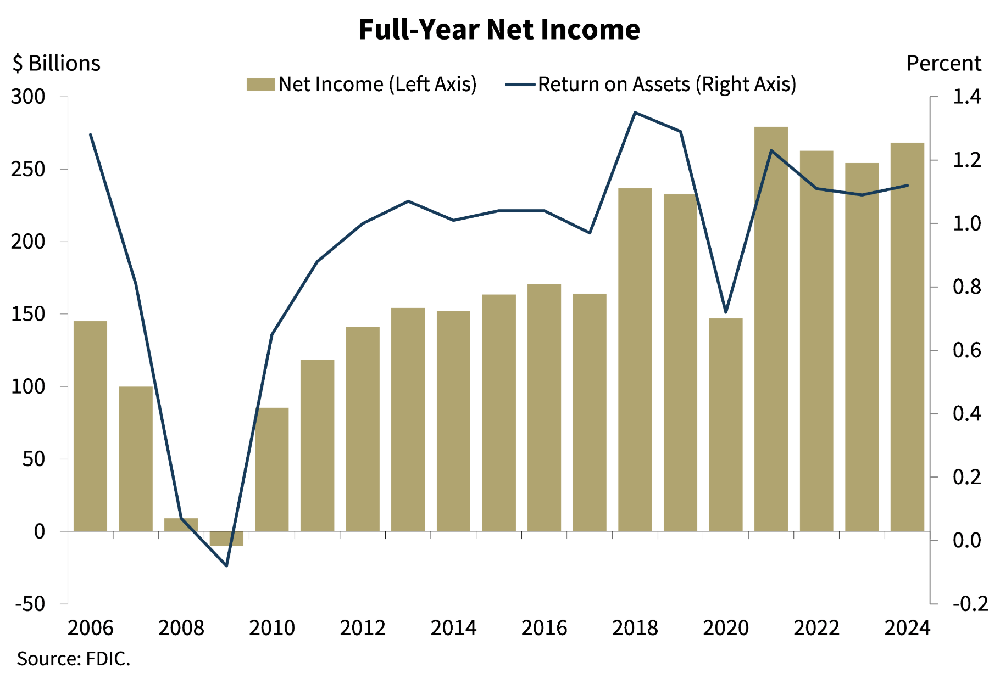 Full-Year Net Income
$ Billions
Percent
Net Income (Left Axis)
Return on Assets (Right Axis)
300
250
200
150
100
50
0
-50
1.4
1.2
1.0
0.8
0.6
0.4
0.2
0.0
-0.2
2006 2008 2010 2012 2014 2016 2018 2020 2022 2024
Source: FDIC.